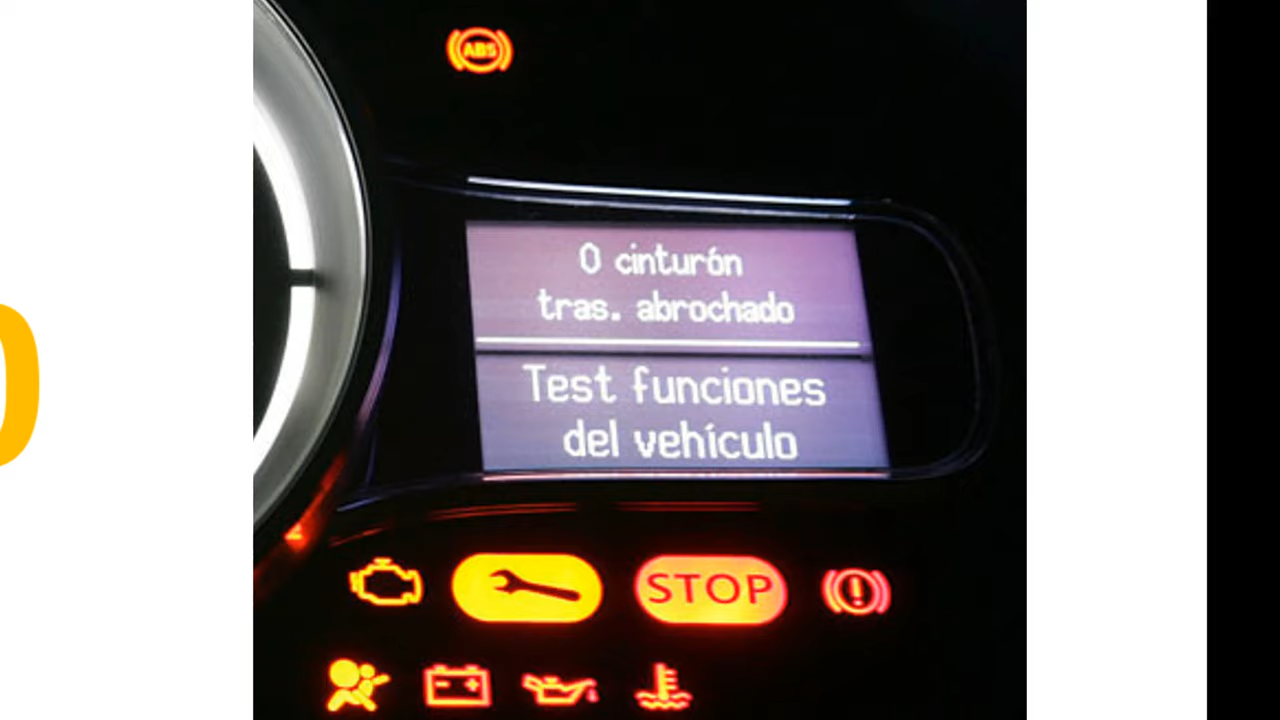 ABS
0 cinturón
tras. abrochado
Test funciones
del vehículo
STOP